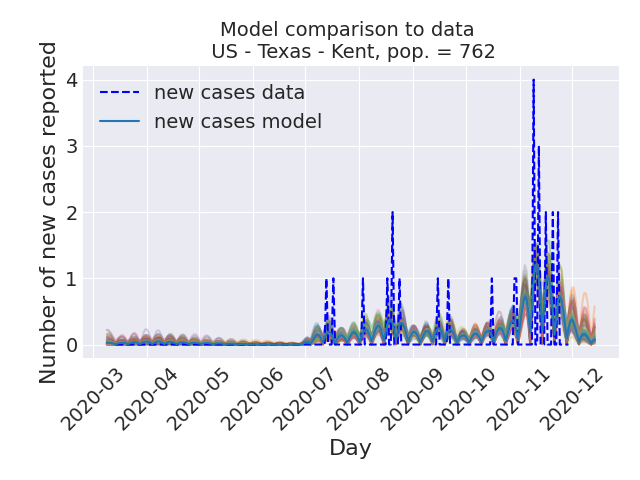 Model comparison to data
US - Texas - Kent, pop. = 762
Number of new cases reported
4
3
2
1
0
new cases data
new cases model
2020-03
2020-04
2020-05
2020-06
2020-07
2020-08
2020-09
2020-10
2020-11
2020-12
Day